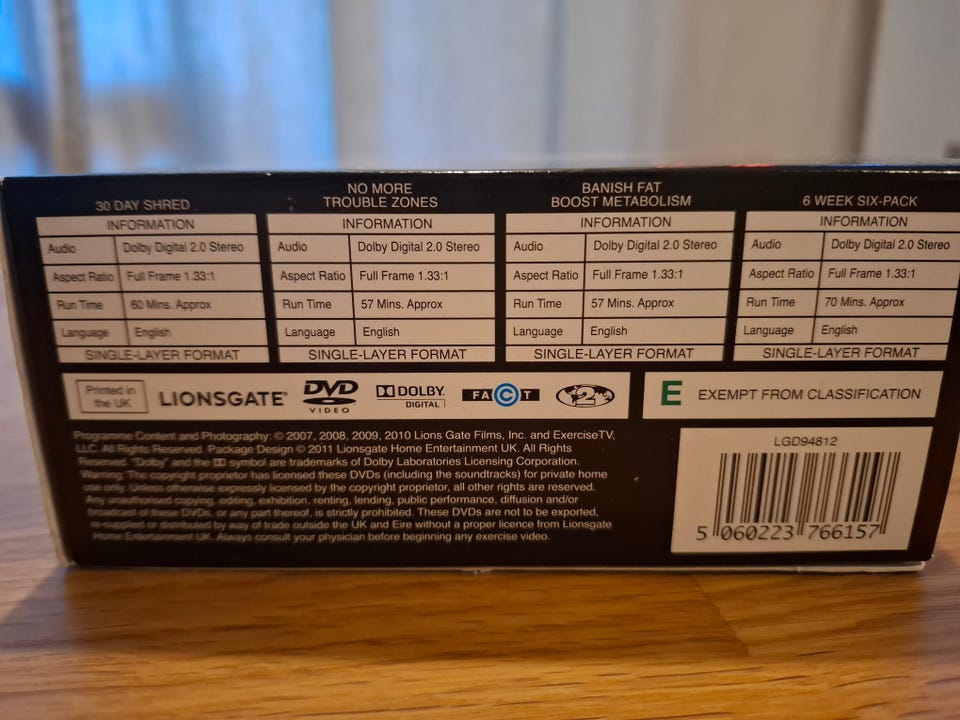 30 DAY SHRED
INFORMATION
Audio Dolby Digital 2.0 Stereo
Aspect Ratio Full Frame 1.33:1
Run Time 60 Mins. Approx
Language English
SINGLE-LAYER FORMAT
NO MORE
TROUBLE ZONES
INFORMATION
Audio Dolby Digital 2.0 Stereo
Aspect Ratio Full Frame 1.33:1
Run Time 57 Mins. Approx
Language English
SINGLE-LAYER FORMAT
BANISH FAT
BOOST METABOLISM
INFORMATION
Audio Dolby Digital 2.0 Stereo
Aspect Ratio Full Frame 1.33:1
Run Time 57 Mins. Approx
Language English
SINGLE-LAYER FORMAT
6 WEEK SIX-PACK
INFORMATION
Audio Dolby Digital 2.0 Stereo
Aspect Ratio Full Frame 1.33:1
Run Time 70 Mins. Approx
Language English
SINGLE-LAYER FORMAT
Printed in
the UK
LIONSGATE
DVD
VIDEO
DOLBY
DIGITAL
FACT
2
E EXEMPT FROM CLASSIFICATION
Programme Content and Photography: © 2007, 2008, 2009, 2010 Lions Gate Films, Inc. and ExerciseTV,
LLC. All Rights Reserved. Package Design © 2011 Lionsgate Home Entertainment UK. All Rights
Reserved. "Dolby" and the symbol are trademarks of Dolby Laboratories Licensing Corporation.
Warning: The copyright proprietor has licensed these DVDs (including the soundtracks) for private home
use only. Unless otherwise expressly licensed by the copyright proprietor, all other rights are reserved.
Any unauthorised copying, editing, exhibition, renting, lending, public performance, diffusion and/or
broadcast of these DVDs, or any part thereof, is strictly prohibited. These DVDs are not to be exported,
re-supplied or distributed by way of trade outside the UK and Eire without a proper licence from Lionsgate
Home Entertainment UK. Always consult your physician before beginning any exercise video.
LGD94812
5 060223 766157